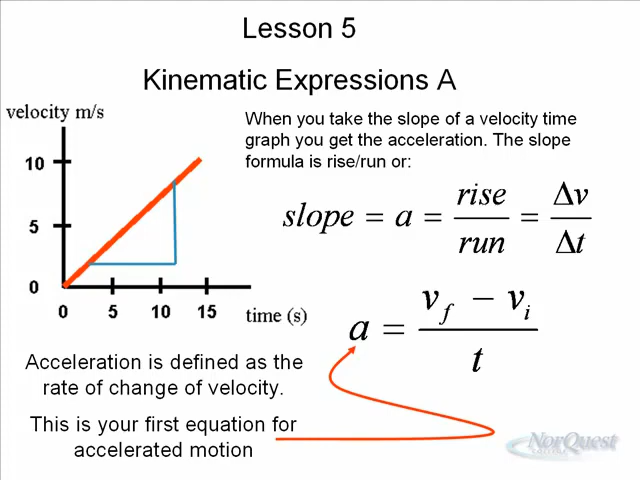 Lesson 5
Kinematic Expressions A
velocity m/s
10
5
0
0 5 10 15 time (s)
When you take the slope of a velocity time
graph you get the acceleration. The slope
formula is rise/run or:
slope = a = rise/run = Δv/Δt
a = (v_f − v_i)/t
Acceleration is defined as the
rate of change of velocity.
This is your first equation for
accelerated motion
NorQuest